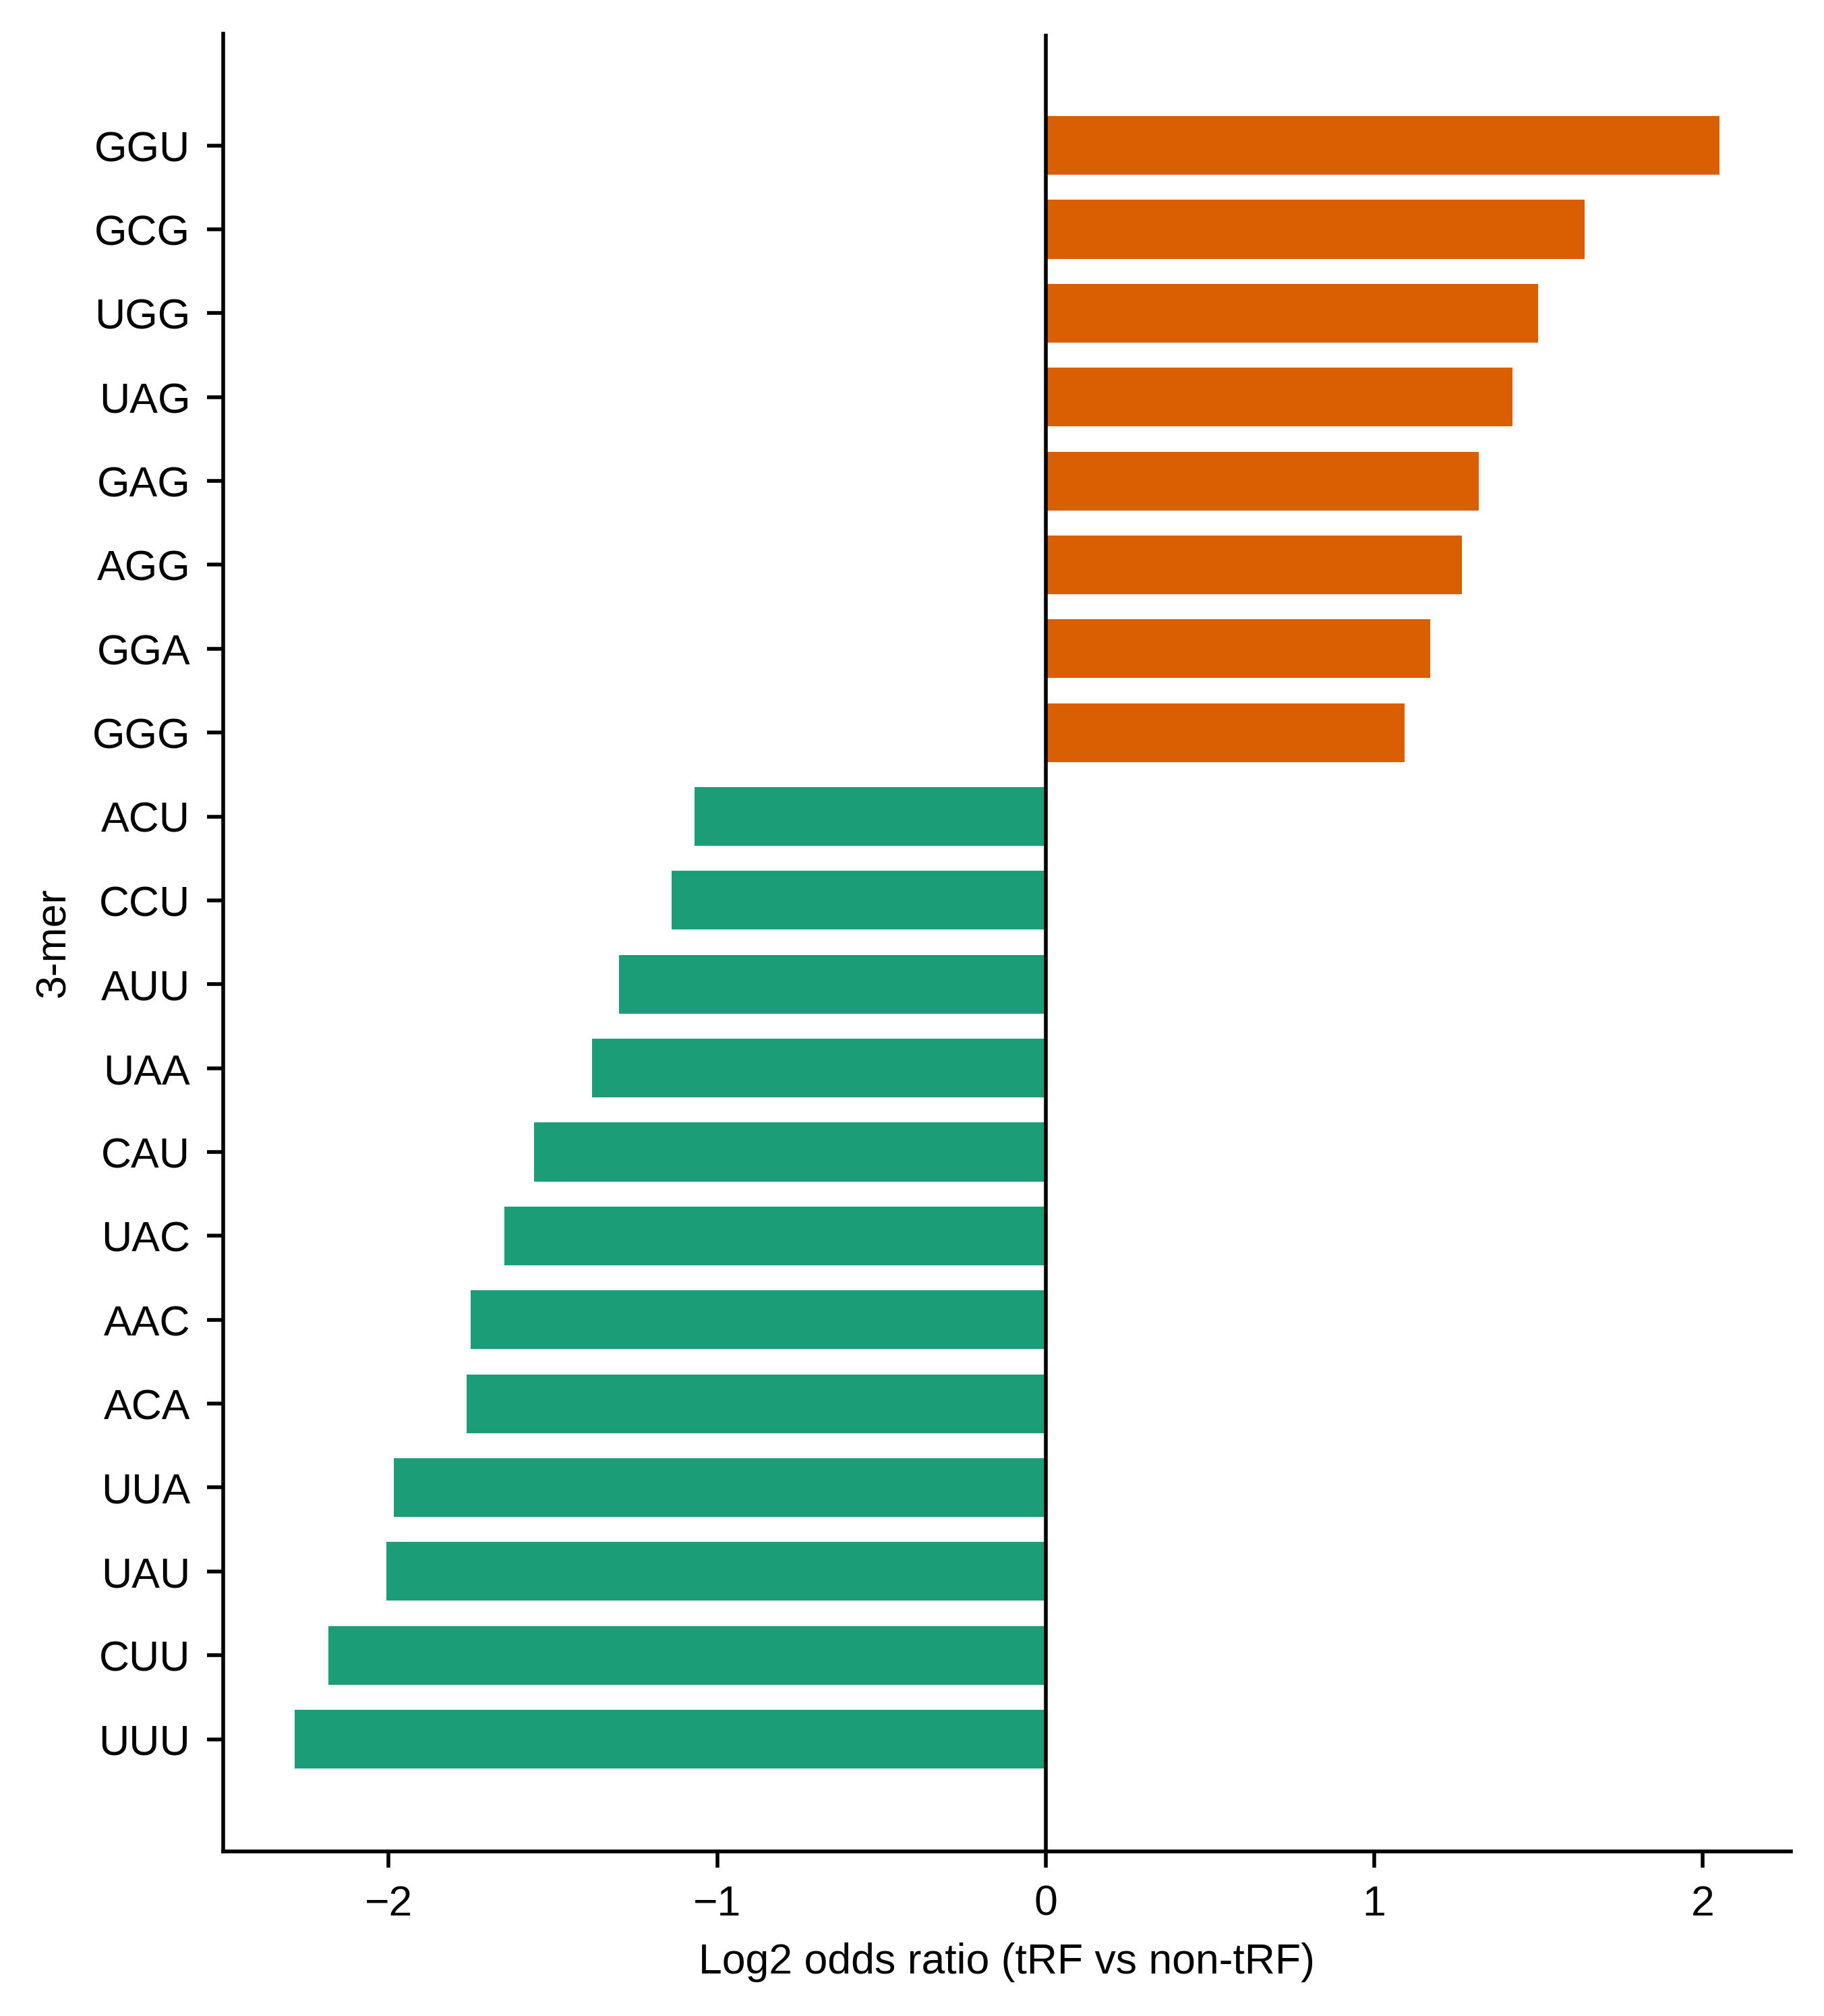 GGU
GCG
UGG
UAG
GAG
AGG
GGA
GGG
ACU
CCU
3-mer
AUU
UAA
CAU
UAC
AAC
ACA
UUA
UAU
CUU
UUU
−2 −1 0 1 2
Log2 odds ratio (tRF vs non-tRF)